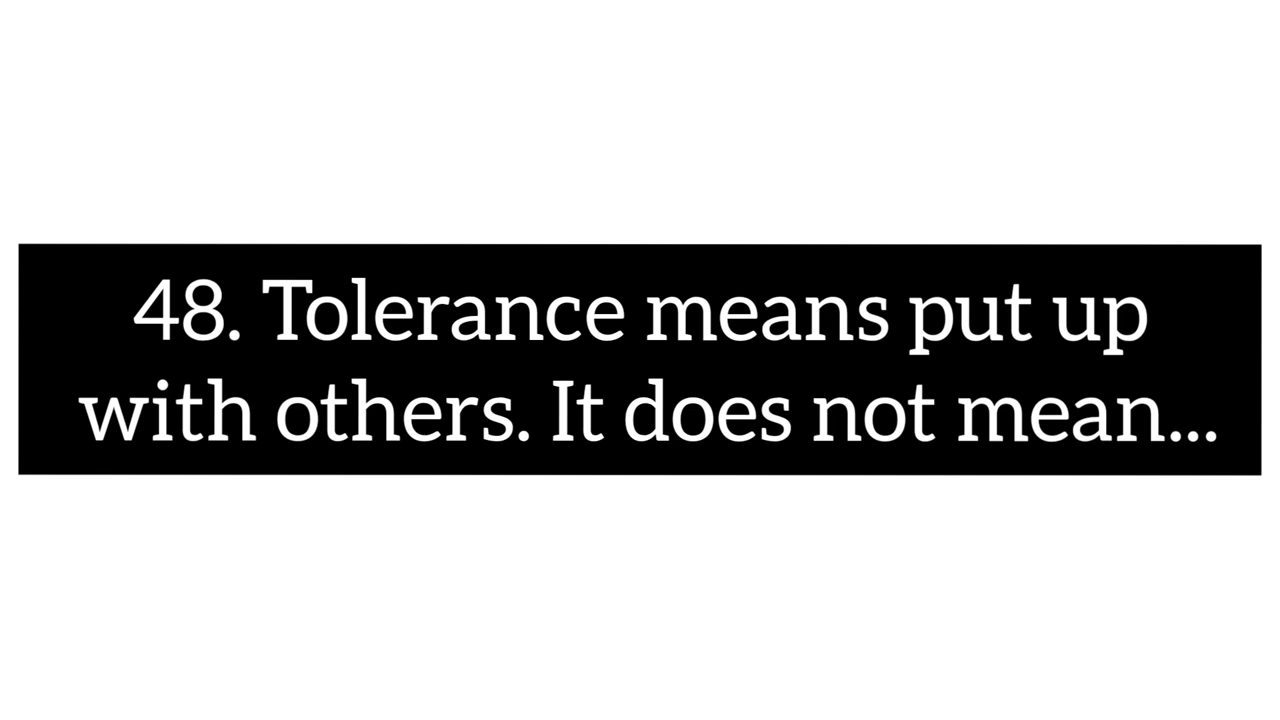 48. Tolerance means put up
with others. It does not mean...